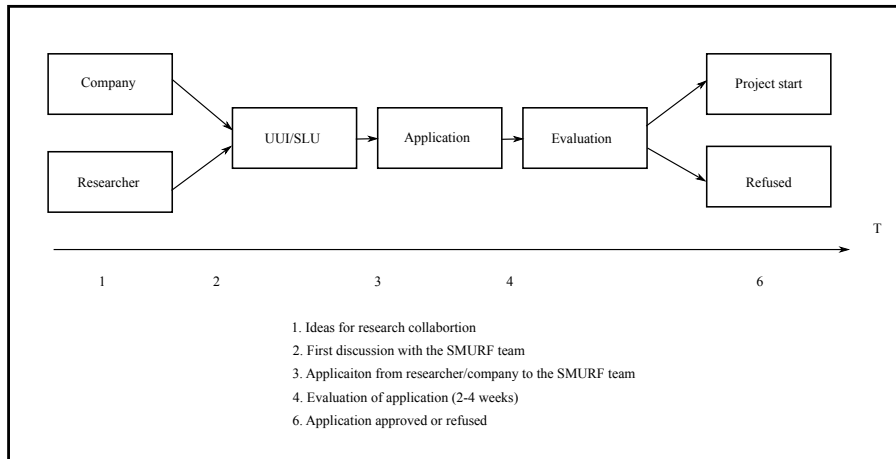 Company
Project start
UUI/SLU
Application
Evaluation
Researcher
Refused
T
1
2
3
4
6
1. Ideas for research collabortion
2. First discussion with the SMURF team
3. Applicaiton from researcher/company to the SMURF team
4. Evaluation of application (2-4 weeks)
6. Application approved or refused